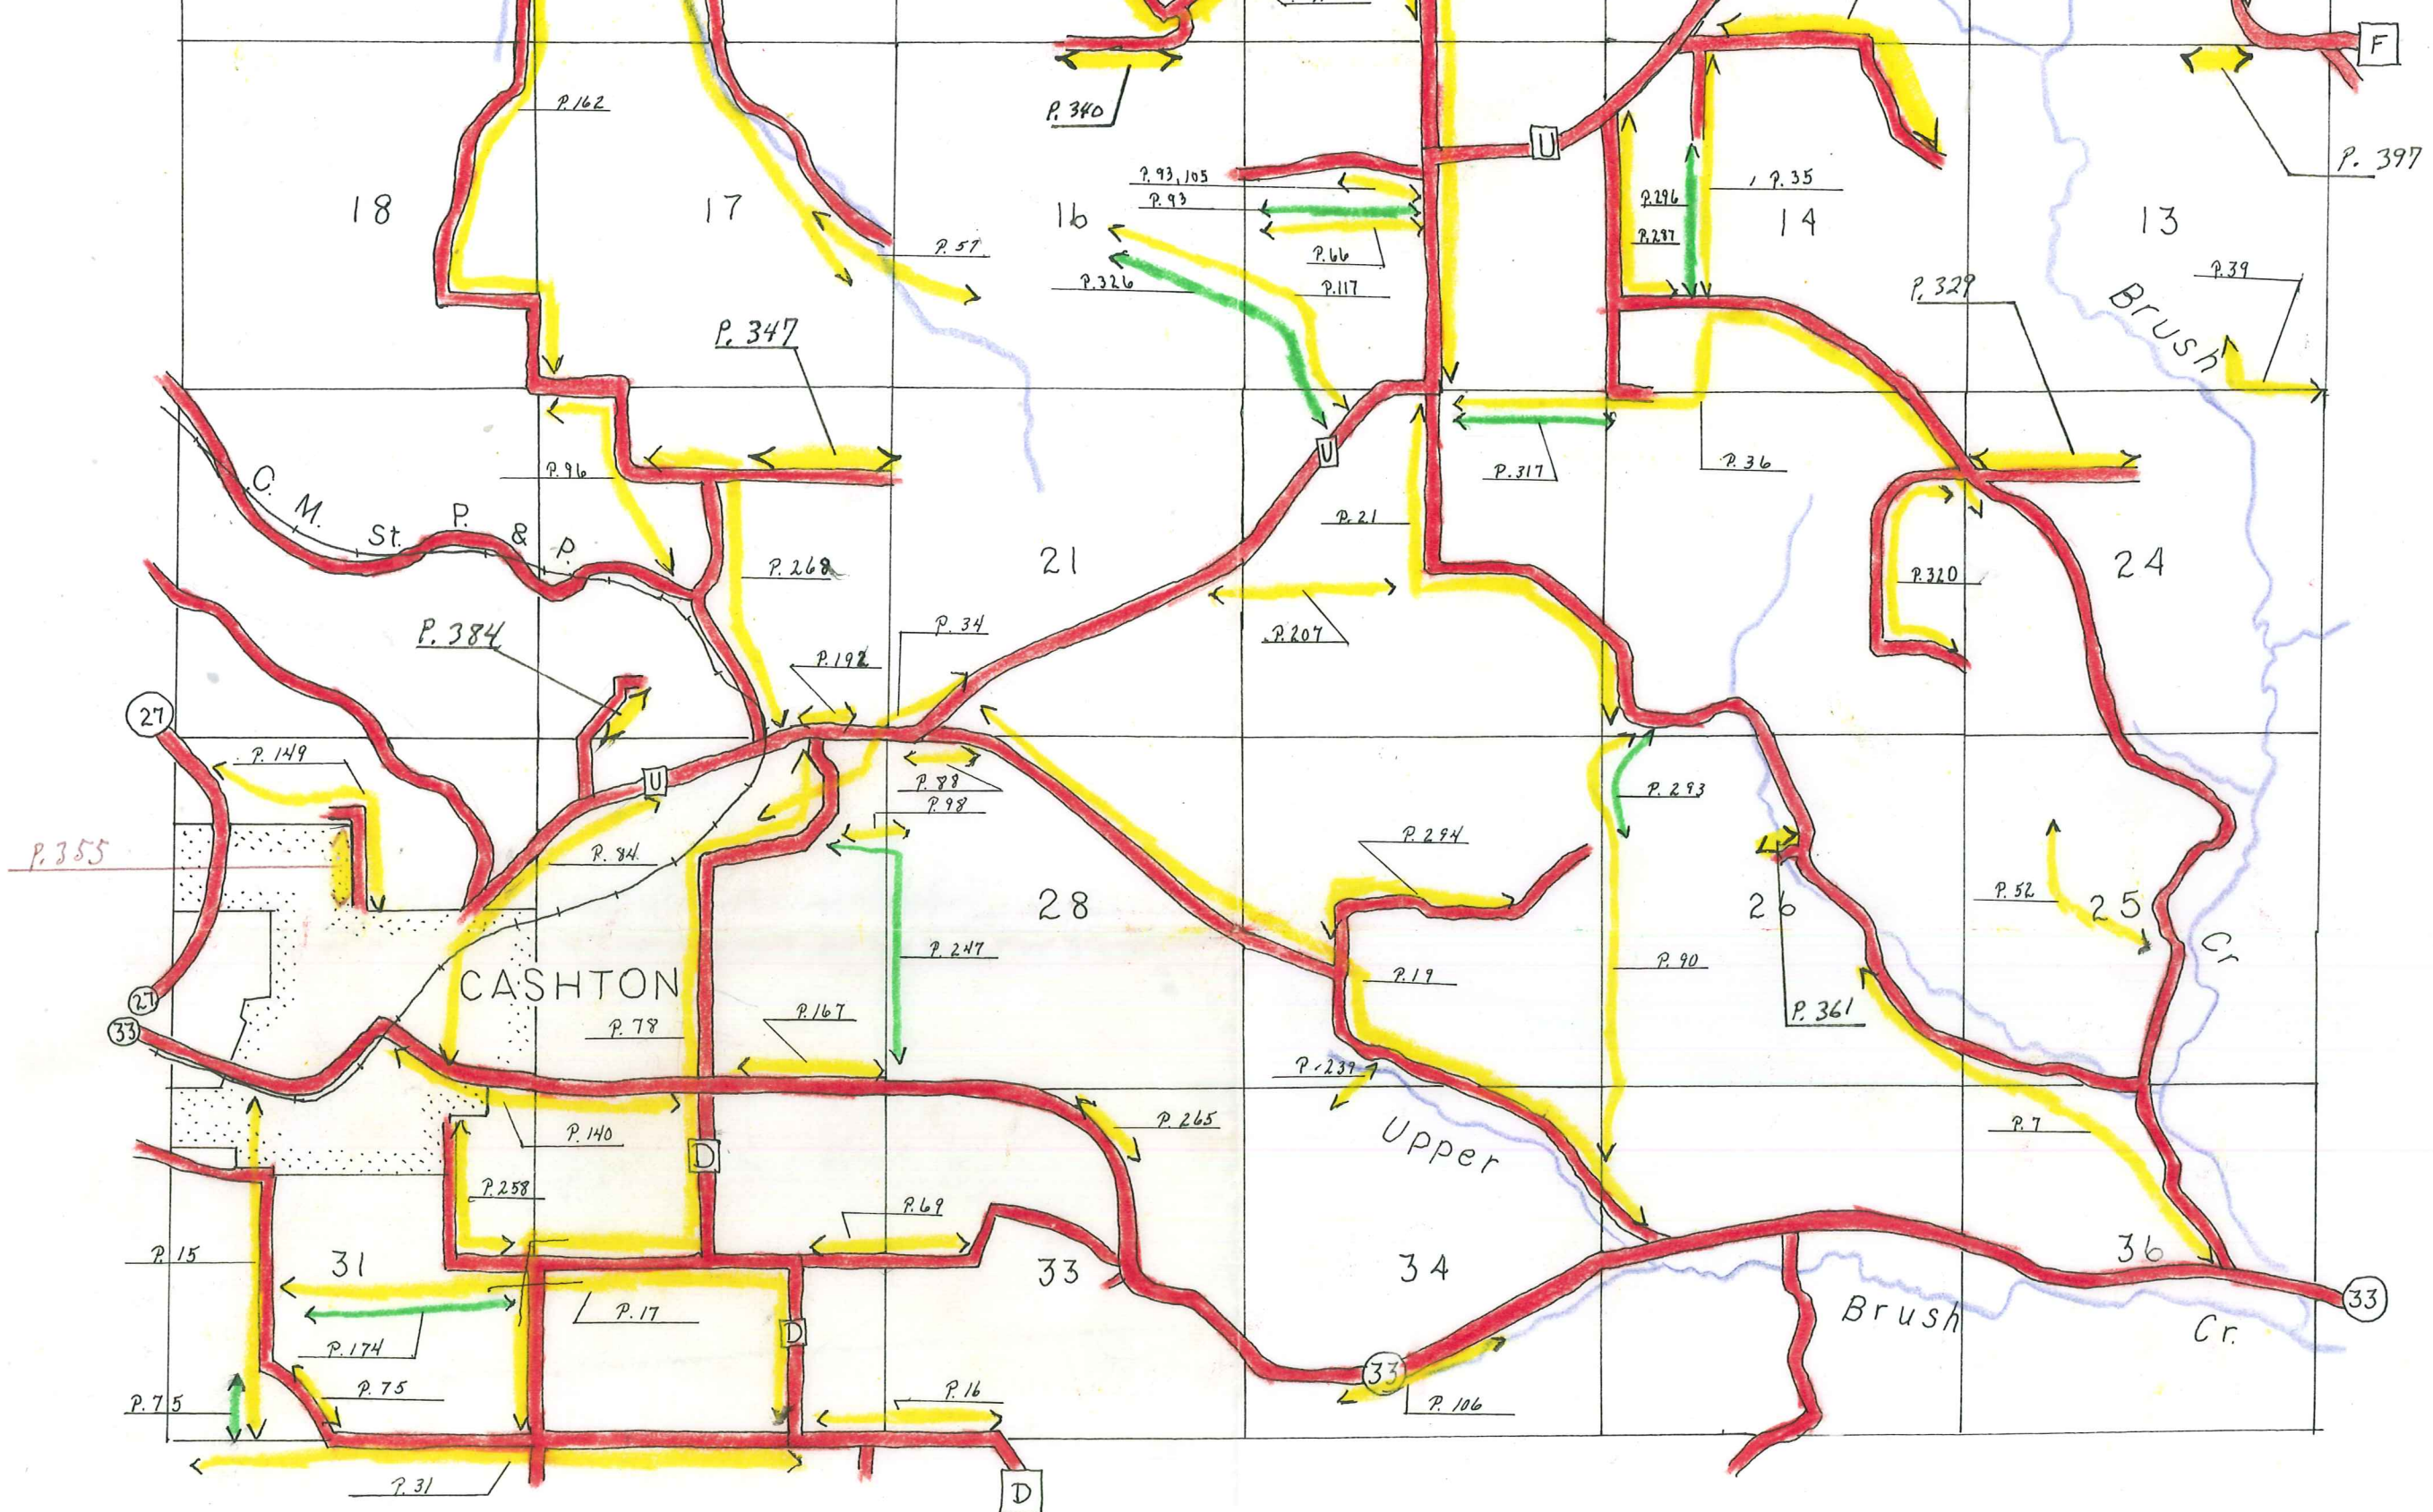 F
P. 162
P. 340
P. 397
U
P. 93, 105
P. 35
P. 93
P. 296
18
17
16
14
13
P. 287
P. 57
P. 66
P. 39
P. 326
P. 117
P. 329
Brush
P. 347
P. 96
U
P. 317
P. 36
C. M. St. P. & P.
P. 21
P. 268
21
24
P. 320
P. 384
P. 34
P. 207
P. 192
27
P. 149
U
P. 88
P. 293
P. 98
P. 294
P. 355
P. 84
P. 52
28
26
25
P. 247
Cr
P. 90
P. 19
CASHTON
27
P. 167
P. 361
33
P. 78
P. 239
P. 265
P. 7
P. 140
Upper
D
P. 258
P. 69
P. 15
31
33
34
36
33
P. 17
Brush
Cr.
D
P. 174
33
P. 75
P. 16
P. 75
P. 106
P. 31
D